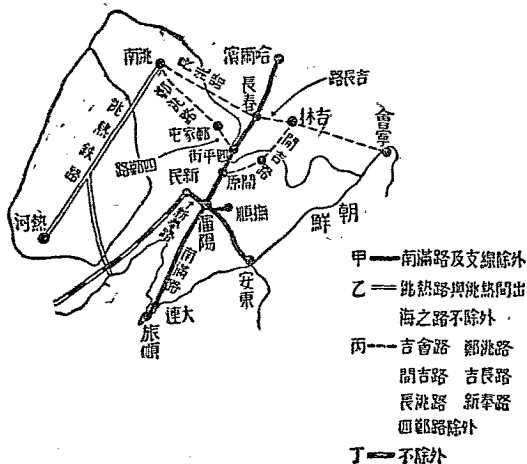 哈爾濱
洮南
長洮路
長春
吉長路
吉林
會寧
鄭洮路
鄭家屯
四平街
四鄭路
開吉路
開原
洮熱鉄路
新民
新奉路
瀋陽
撫順
朝鮮
熱河
南滿路
安東
大連
旅順
甲 南滿路及支線除外
乙 洮熱路與洮熱間出
海之路不除外
丙 吉會路 鄭洮路
開吉路 吉長路
長洮路 新奉路
四鄭路除外
丁 不除外